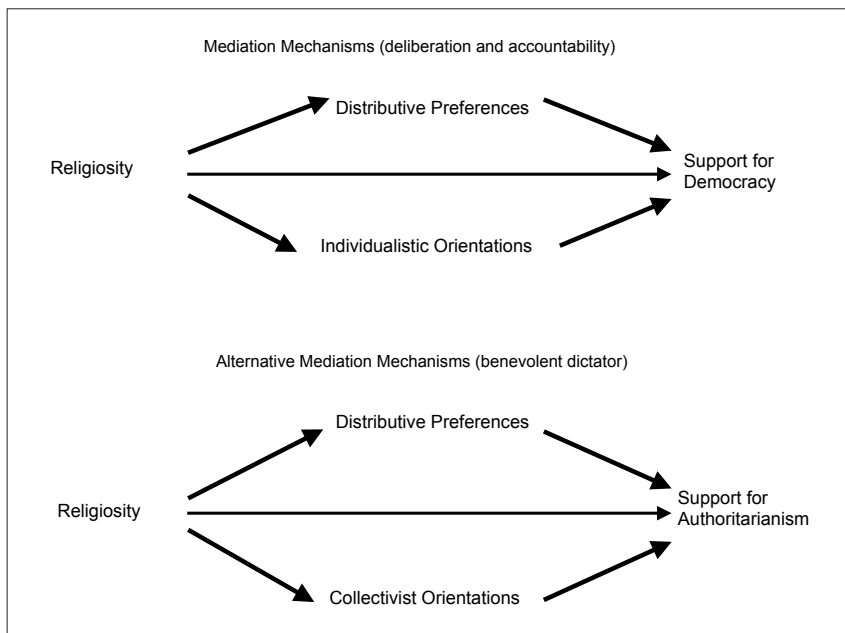 Mediation Mechanisms (deliberation and accountability)
Distributive Preferences
Religiosity
Support for
Democracy
Individualistic Orientations
Alternative Mediation Mechanisms (benevolent dictator)
Distributive Preferences
Religiosity
Support for
Authoritarianism
Collectivist Orientations